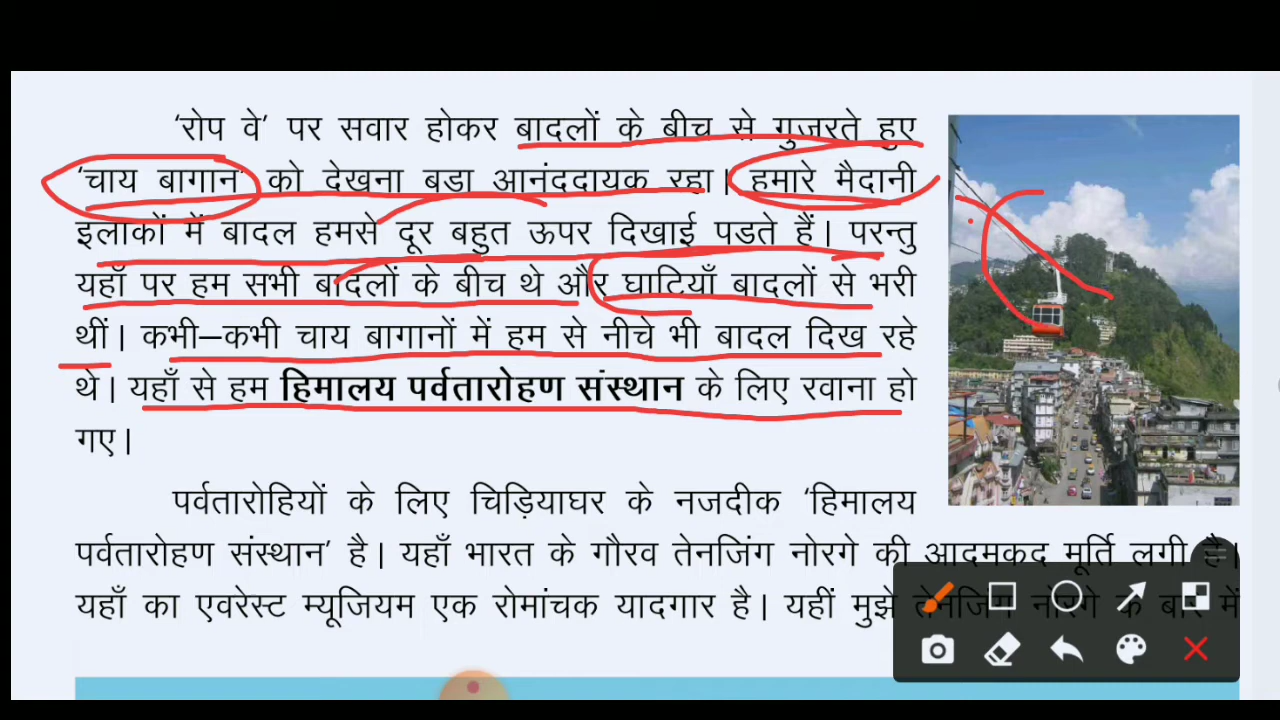 ‘रोप वे’ पर सवार होकर बादलों के बीच से गुजरते हुए
‘चाय बागान’ को देखना बडा आनंददायक रहा। हमारे मैदानी
इलाकों में बादल हमसे दूर बहुत ऊपर दिखाई पडते हैं। परन्तु
यहाँ पर हम सभी बादलों के बीच थे और घाटियाँ बादलों से भरी
थीं। कभी–कभी चाय बागानों में हम से नीचे भी बादल दिख रहे
थे। यहाँ से हम हिमालय पर्वतारोहण संस्थान के लिए रवाना हो
गए।
पर्वतारोहियों के लिए चिड़ियाघर के नजदीक ‘हिमालय
पर्वतारोहण संस्थान’ है। यहाँ भारत के गौरव तेनजिंग नोरगे की आदमकद मूर्ति लगी है।
यहाँ का एवरेस्ट म्यूजियम एक रोमांचक यादगार है। यहीं मुझे तेनजिंग नोरगे के बारे में